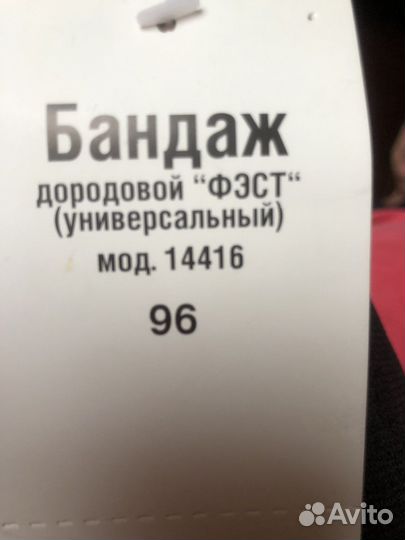 Бандаж
дородовой "ФЭСТ"
(универсальный)
мод. 14416
96
Avito